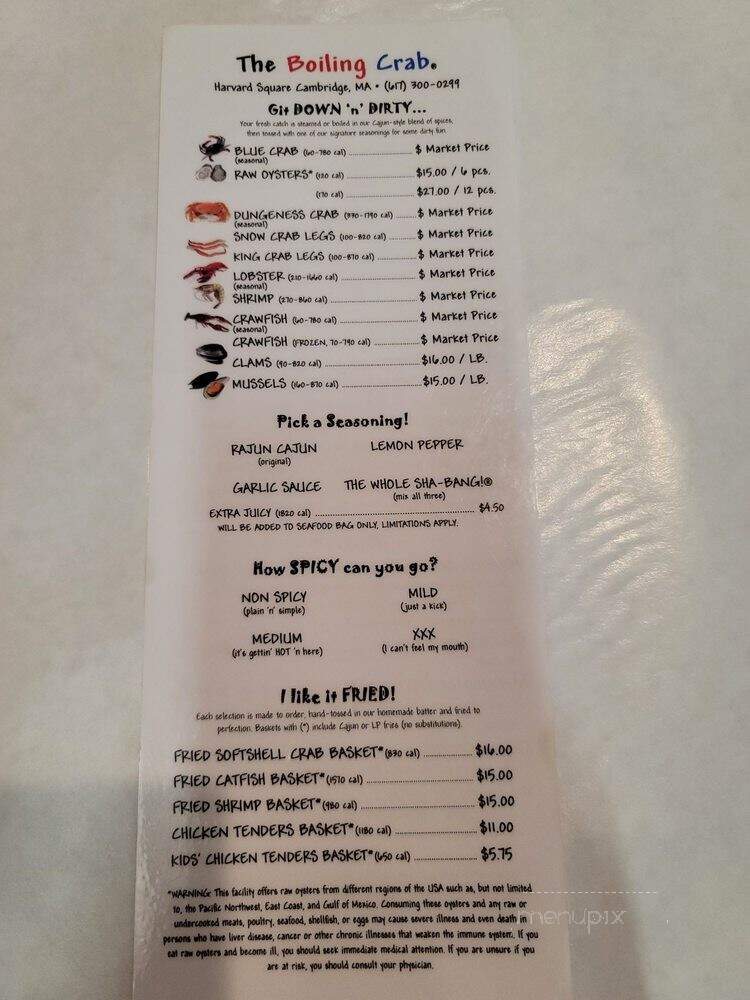 The Boiling Crab®
Harvard Square Cambridge, MA • (617) 300-0299
Git DOWN 'n' DIRTY...
Your fresh catch is steamed or boiled in our Cajun-style blend of spices,
then tossed with one of our signature seasonings for some dirty fun.
BLUE CRAB (60-780 cal) ........ $ Market Price
(seasonal)
RAW OYSTERS* (120 cal) ........ $15.00 / 6 pcs.
(170 cal) ........ $27.00 / 12 pcs.
DUNGENESS CRAB (370-1790 cal) ........ $ Market Price
(seasonal)
SNOW CRAB LEGS (100-820 cal) ........ $ Market Price
KING CRAB LEGS (100-870 cal) ........ $ Market Price
LOBSTER (210-1660 cal) ........ $ Market Price
(seasonal)
SHRIMP (270-860 cal) ........ $ Market Price
CRAWFISH (60-780 cal) ........ $ Market Price
(seasonal)
CRAWFISH (FROZEN, 70-790 cal) ........ $ Market Price
CLAMS (90-820 cal) ........ $16.00 / LB.
MUSSELS (160-870 cal) ........ $15.00 / LB.
Pick a Seasoning!
RAJUN CAJUN LEMON PEPPER
(original)
GARLIC SAUCE THE WHOLE SHA-BANG!®
(mix all three)
EXTRA JUICY (1820 cal) ........ $4.50
WILL BE ADDED TO SEAFOOD BAG ONLY, LIMITATIONS APPLY.
How SPICY can you go?
NON SPICY MILD
(plain 'n' simple) (just a kick)
MEDIUM XXX
(it's gettin' HOT 'n here) (I can't feel my mouth)
I like it FRIED!
Each selection is made to order, hand-tossed in our homemade batter and fried to
perfection. Baskets with (*) include Cajun or LP fries (no substitutions).
FRIED SOFTSHELL CRAB BASKET* (830 cal) ........ $16.00
FRIED CATFISH BASKET* (1510 cal) ........ $15.00
FRIED SHRIMP BASKET* (980 cal) ........ $15.00
CHICKEN TENDERS BASKET* (1180 cal) ........ $11.00
KIDS' CHICKEN TENDERS BASKET* (650 cal) ........ $5.75
*WARNING: This facility offers raw oysters from different regions of the USA such as, but not limited
to, the Pacific Northwest, East Coast, and Gulf of Mexico. Consuming these oysters and any raw or
undercooked meats, poultry, seafood, shellfish, or eggs may cause severe illness and even death in
persons who have liver disease, cancer or other chronic illnesses that weaken the immune system. If you
eat raw oysters and become ill, you should seek immediate medical attention. If you are unsure if you
are at risk, you should consult your physician.
menupix